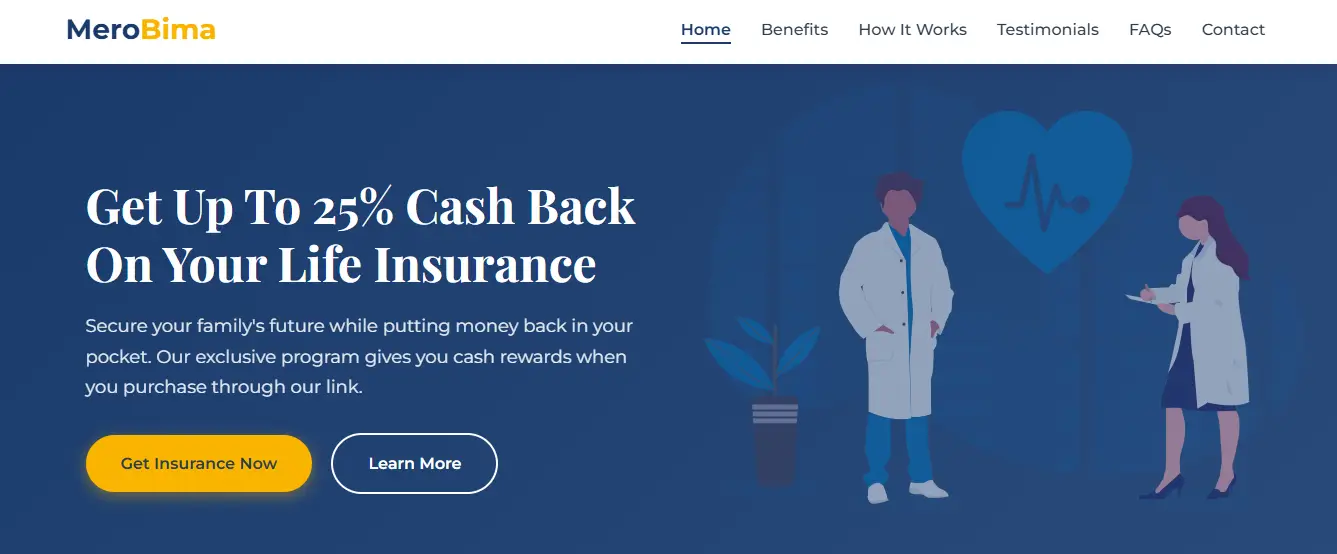 MeroBima
Home Benefits How It Works Testimonials FAQs Contact
Get Up To 25% Cash Back
On Your Life Insurance
Secure your family's future while putting money back in your
pocket. Our exclusive program gives you cash rewards when
you purchase through our link.
Get Insurance Now
Learn More